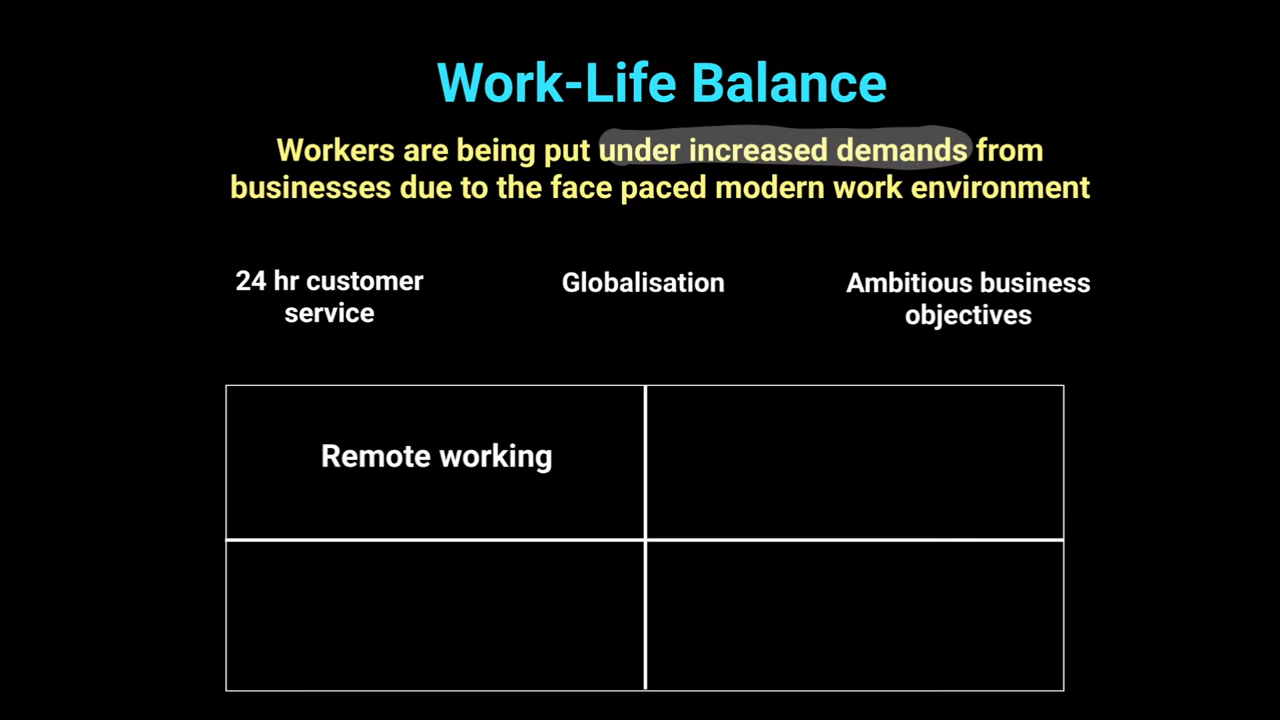 Work-Life Balance
Workers are being put under increased demands from
businesses due to the face paced modern work environment
24 hr customer
service
Globalisation
Ambitious business
objectives
Remote working